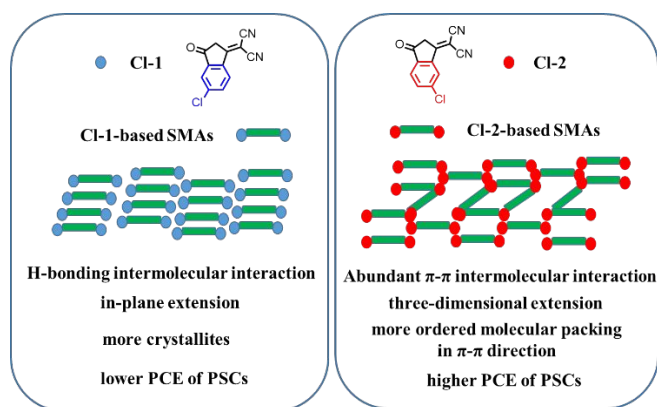 Cl-1
O
CN
CN
Cl
Cl-1-based SMAs
H-bonding intermolecular interaction
in-plane extension
more crystallites
lower PCE of PSCs
O
CN
CN
Cl
Cl-2
Cl-2-based SMAs
Abundant π-π intermolecular interaction
three-dimensional extension
more ordered molecular packing
in π-π direction
higher PCE of PSCs